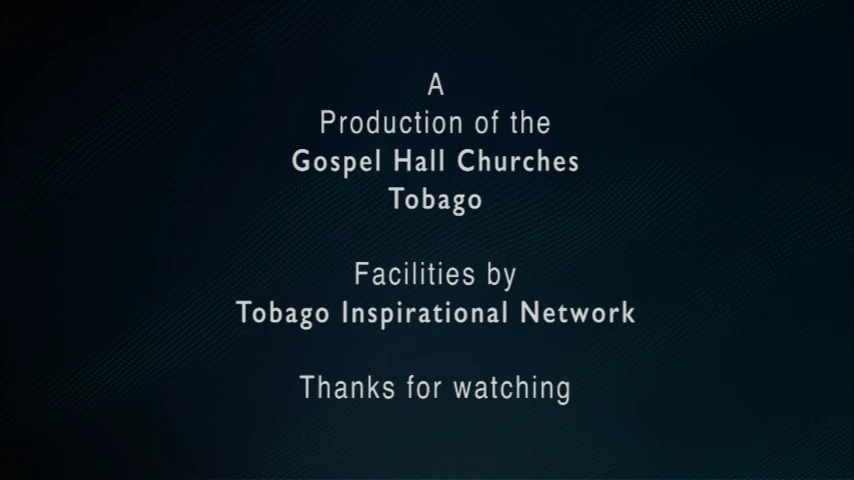 A
Production of the
Gospel Hall Churches
Tobago
Facilities by
Tobago Inspirational Network
Thanks for watching